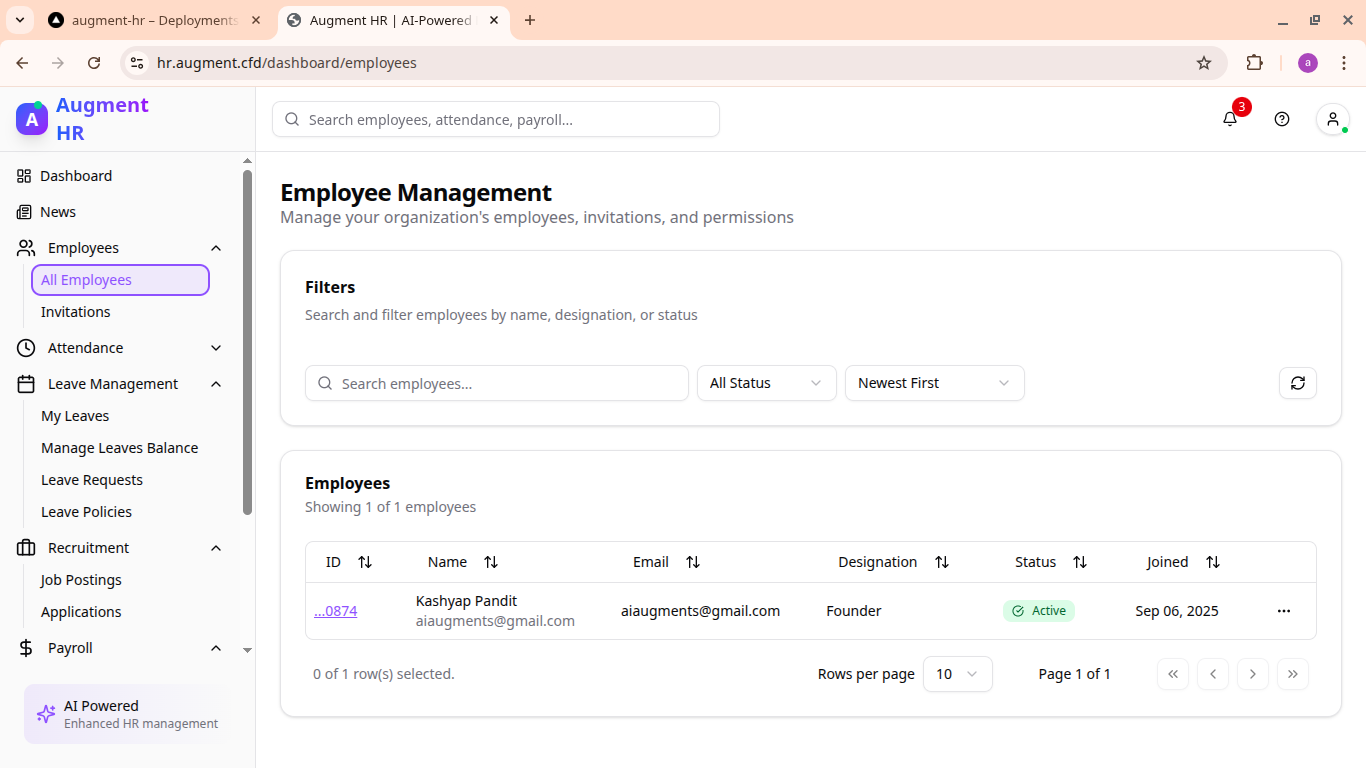 augment-hr – Deployments
Augment HR | AI-Powered
hr.augment.cfd/dashboard/employees
a
A
Augment
HR
Search employees, attendance, payroll...
3
Dashboard
News
Employees
All Employees
Invitations
Attendance
Leave Management
My Leaves
Manage Leaves Balance
Leave Requests
Leave Policies
Recruitment
Job Postings
Applications
Payroll
AI Powered
Enhanced HR management
Employee Management
Manage your organization's employees, invitations, and permissions
Filters
Search and filter employees by name, designation, or status
Search employees...
All Status
Newest First
Employees
Showing 1 of 1 employees
ID Name Email Designation Status Joined
...0874 Kashyap Pandit aiaugments@gmail.com Founder Active Sep 06, 2025
aiaugments@gmail.com
0 of 1 row(s) selected.
Rows per page 10 Page 1 of 1